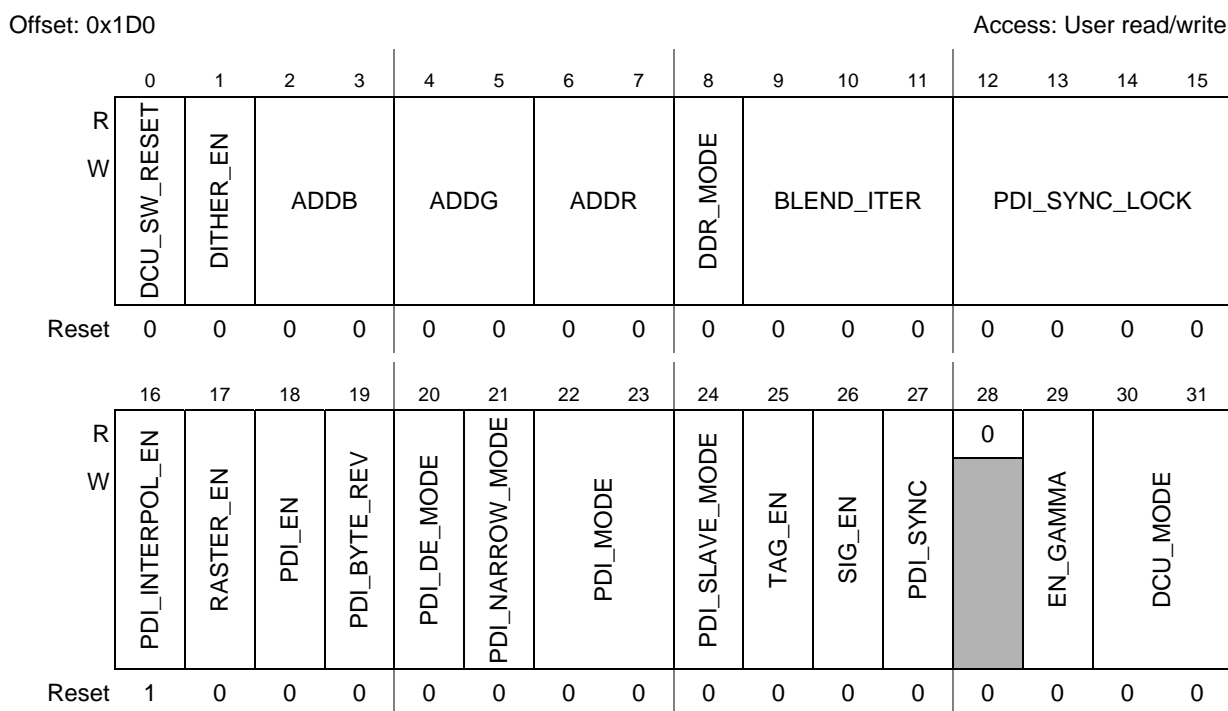 Offset: 0x1D0 Access: User read/write
0 1 2 3 4 5 6 7 8 9 10 11 12 13 14 15
R
W
DCU_SW_RESET DITHER_EN ADDB ADDG ADDR DDR_MODE BLEND_ITER PDI_SYNC_LOCK
Reset 0 0 0 0 0 0 0 0 0 0 0 0 0 0 0 0
16 17 18 19 20 21 22 23 24 25 26 27 28 29 30 31
R 0
W
PDI_INTERPOL_EN RASTER_EN PDI_EN PDI_BYTE_REV PDI_DE_MODE PDI_NARROW_MODE PDI_MODE PDI_SLAVE_MODE TAG_EN SIG_EN PDI_SYNC EN_GAMMA DCU_MODE
Reset 1 0 0 0 0 0 0 0 0 0 0 0 0 0 0 0